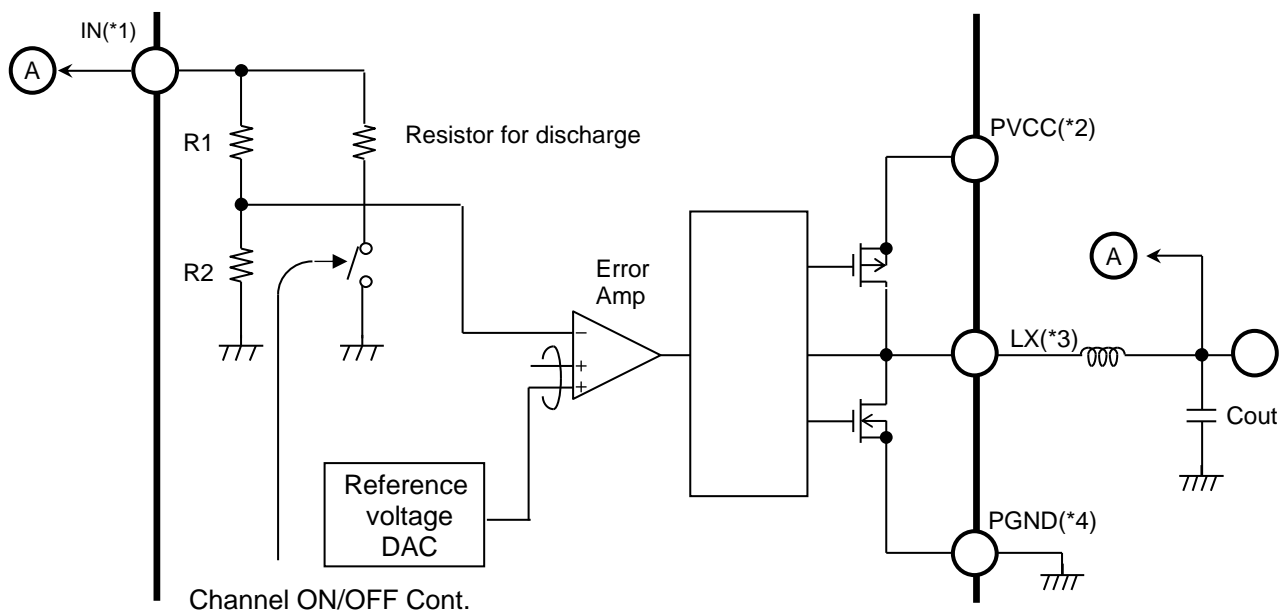 IN(*1)
A
R1
Resistor for discharge
PVCC(*2)
R2
A
Error
Amp
LX(*3)
−
+
+
Cout
Reference
voltage
DAC
PGND(*4)
Channel ON/OFF Cont.